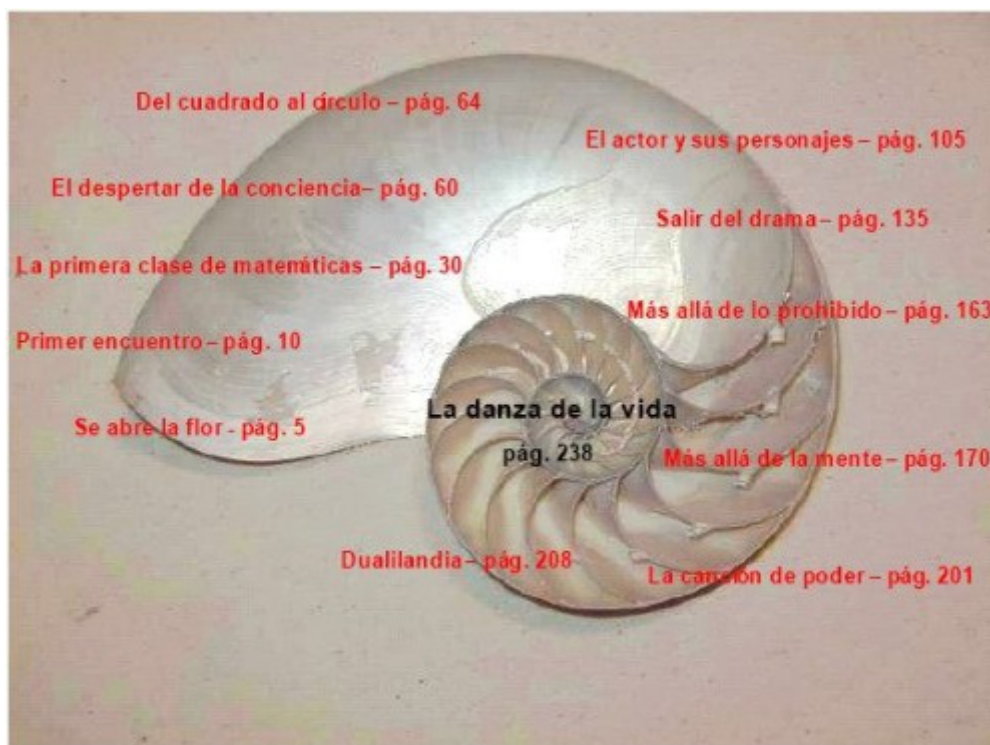 Del cuadrado al círculo – pág. 64
El actor y sus personajes – pág. 105
El despertar de la conciencia– pág. 60
Salir del drama – pág. 135
La primera clase de matemáticas – pág. 30
Más allá de lo prohibido – pág. 163
Primer encuentro – pág. 10
La danza de la vida
Se abre la flor - pág. 5
pág. 238
Más allá de la mente – pág. 170
Dualilandia – pág. 208
La canción de poder – pág. 201